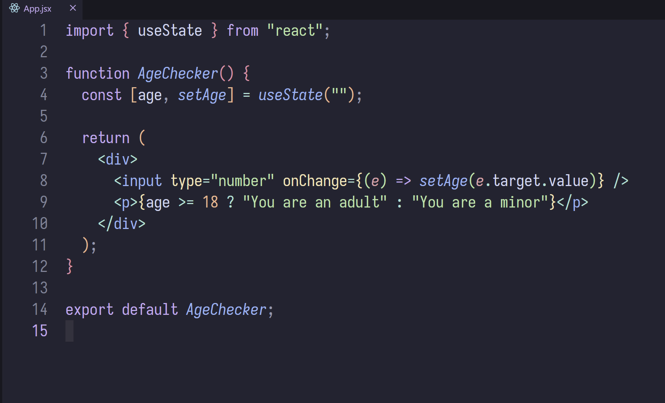 App.jsx ×
1 import { useState } from "react";
2
3 function AgeChecker() {
4   const [age, setAge] = useState("");
5
6   return (
7     <div>
8       <input type="number" onChange={(e) => setAge(e.target.value)} />
9       <p>{age >= 18 ? "You are an adult" : "You are a minor"}</p>
10     </div>
11   );
12 }
13
14 export default AgeChecker;
15